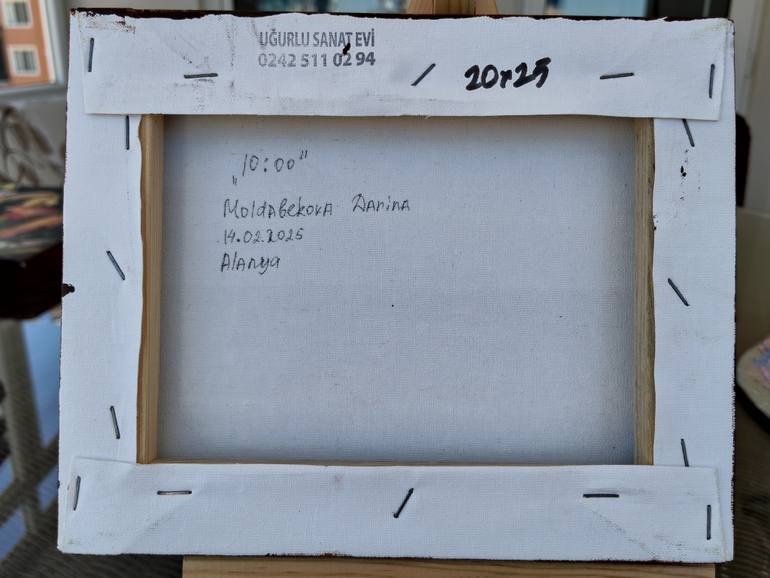 UĞURLU SANAT EVİ
0242 511 02 94
20x25
„10:00"
Moldabekova Darina
14.02.2025
Alanya